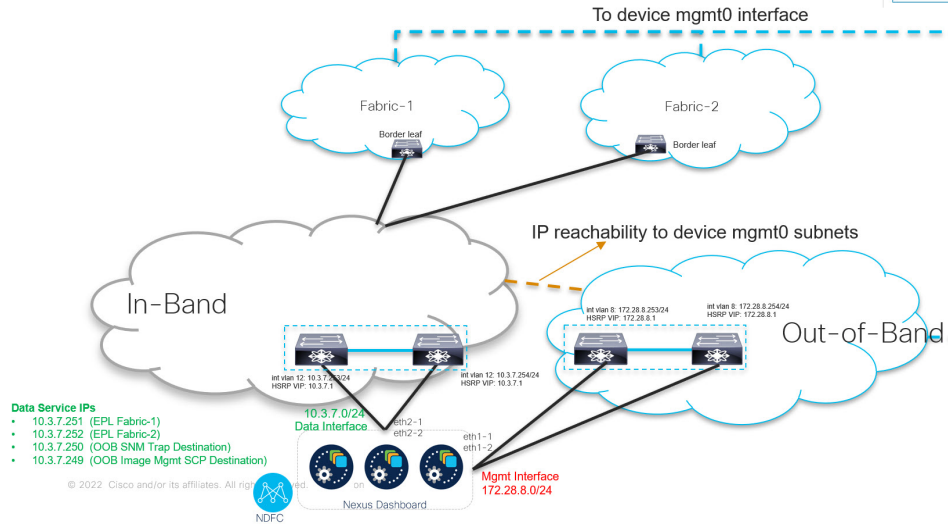 To device mgmt0 interface
Fabric-1
Fabric-2
Border leaf
Border leaf
IP reachability to device mgmt0 subnets
In-Band
Out-of-Band
int vlan 8: 172.28.8.253/24
HSRP VIP: 172.28.8.1
int vlan 8: 172.28.8.254/24
HSRP VIP: 172.28.8.1
int vlan 12: 10.3.7.253/24
HSRP VIP: 10.3.7.1
int vlan 12: 10.3.7.254/24
HSRP VIP: 10.3.7.1
10.3.7.0/24
Data Interface
eth2-1
eth2-2
eth1-1
eth1-2
Data Service IPs
• 10.3.7.251 (EPL Fabric-1)
• 10.3.7.252 (EPL Fabric-2)
• 10.3.7.250 (OOB SNM Trap Destination)
• 10.3.7.249 (OOB Image Mgmt SCP Destination)
Mgmt Interface
172.28.8.0/24
© 2022 Cisco and/or its affiliates. All
Nexus Dashboard
NDFC